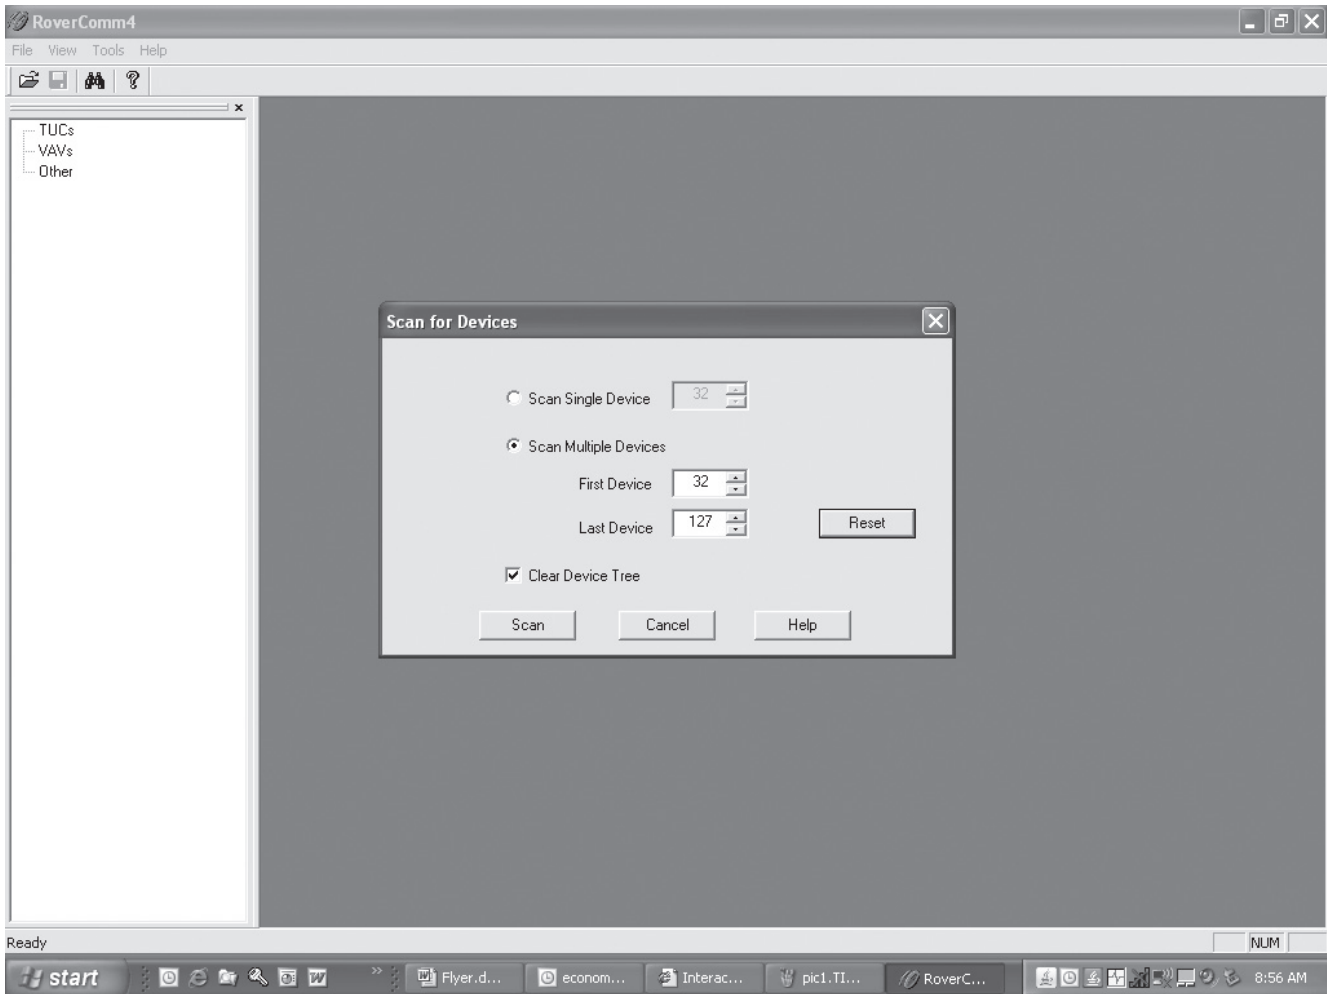 RoverComm4
File View Tools Help
TUCs
VAVs
Other
Scan for Devices
Scan Single Device 32
Scan Multiple Devices
First Device 32
Last Device 127
Reset
Clear Device Tree
Scan Cancel Help
Ready NUM
start Flyer.d... econom... Interac... pic1.TI... RoverC... 8:56 AM